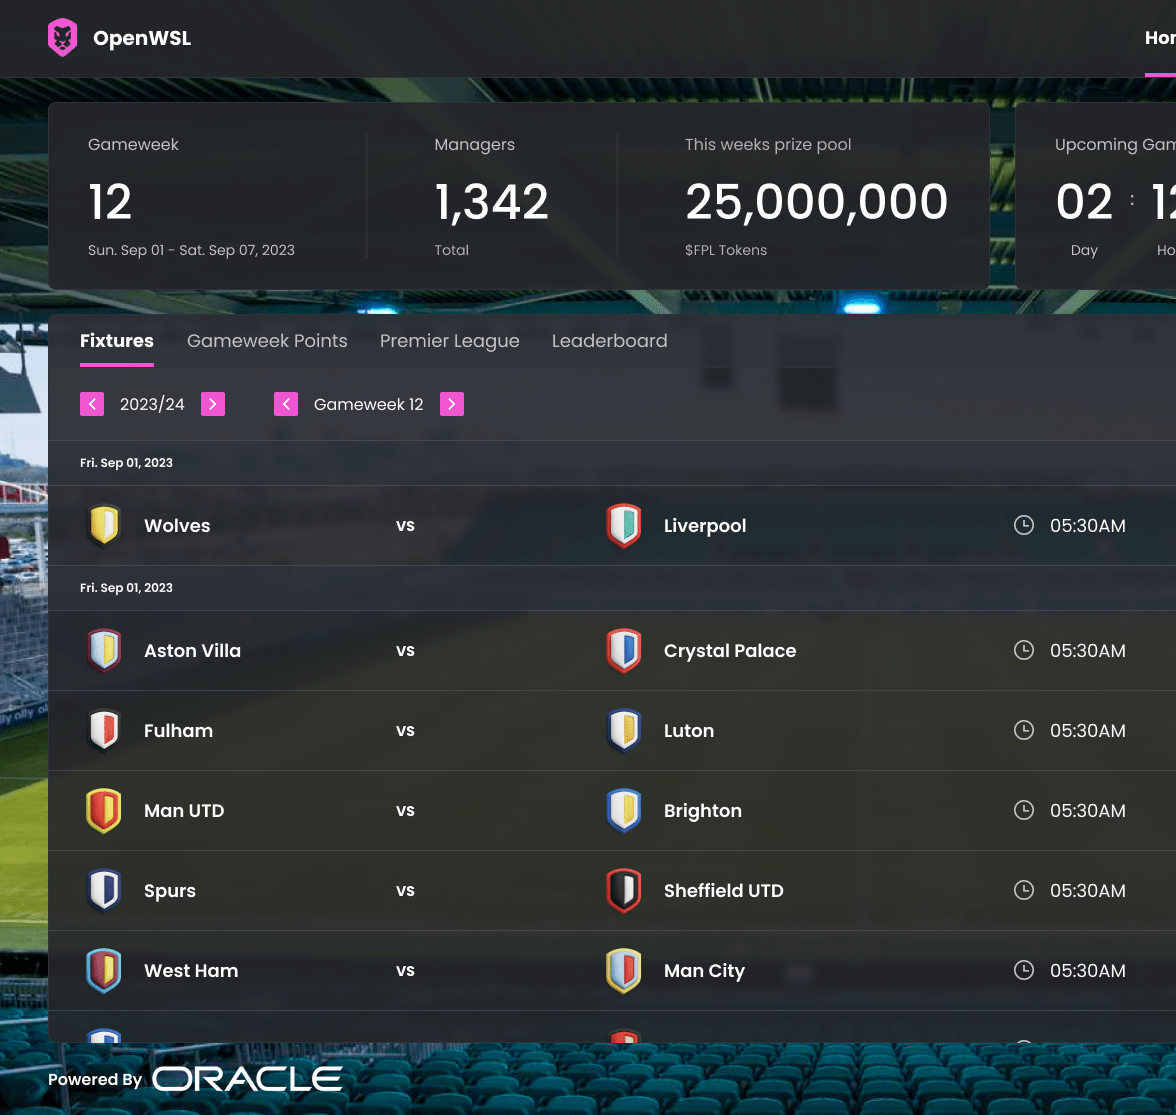 OpenWSL
Gameweek
12
Sun. Sep 01 - Sat. Sep 07, 2023
Managers
1,342
Total
This weeks prize pool
25,000,000
$FPL Tokens
Upcoming
02 :
Day
Fixtures Gameweek Points Premier League Leaderboard
2023/24 Gameweek 12
Fri. Sep 01, 2023
Wolves vs Liverpool 05:30AM
Fri. Sep 01, 2023
Aston Villa vs Crystal Palace 05:30AM
Fulham vs Luton 05:30AM
Man UTD vs Brighton 05:30AM
Spurs vs Sheffield UTD 05:30AM
West Ham vs Man City 05:30AM
Powered By ORACLE